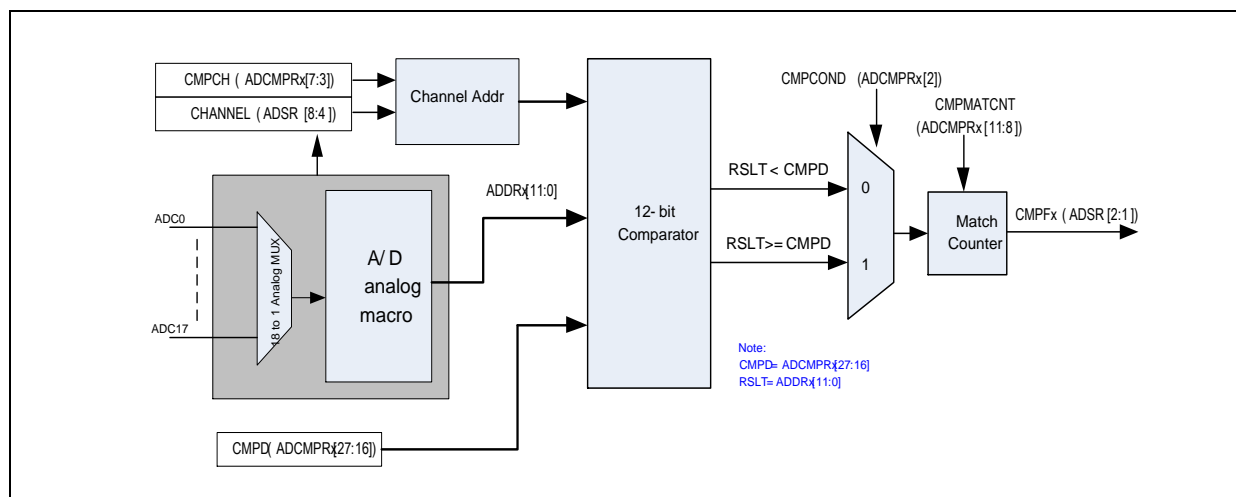 CMPCH ( ADCMPRx[7:3])
CHANNEL ( ADSR [8:4 ])
Channel Addr
ADC0
ADC17
18 to 1 Analog MUX
A/ D
analog
macro
ADDRx[11:0]
CMPD( ADCMPRx[27:16])
12- bit
Comparator
RSLT < CMPD
RSLT>= CMPD
CMPCOND (ADCMPRx[2])
0
1
CMPMATCNT
(ADCMPRx [11:8])
Match
Counter
CMPFx ( ADSR [2:1])
Note:
CMPD= ADCMPRx[27:16]
RSLT= ADDRx[11:0]